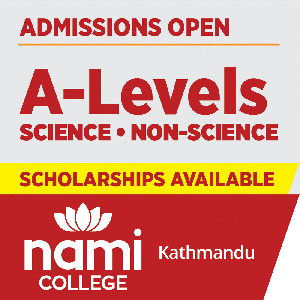 ADMISSIONS OPEN
A-Levels
SCIENCE • NON-SCIENCE
SCHOLARSHIPS AVAILABLE
nami
COLLEGE
Kathmandu